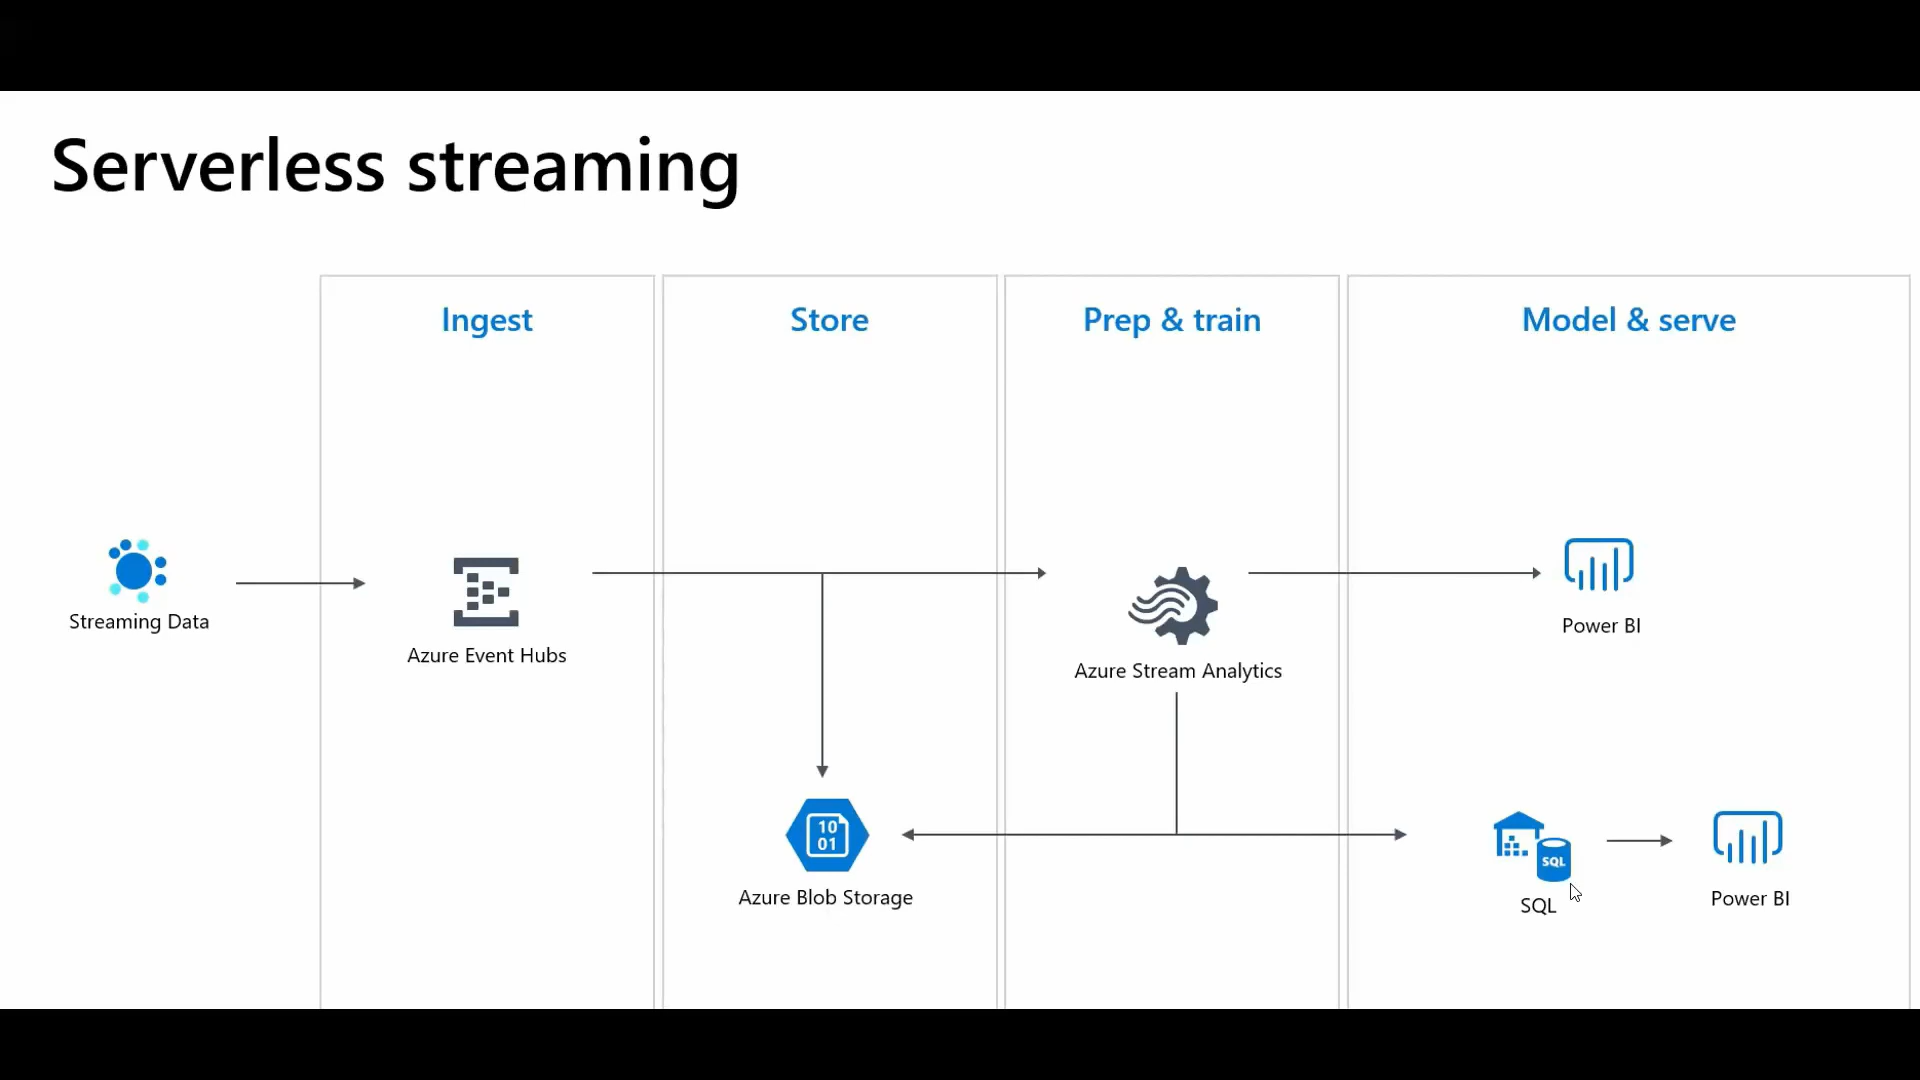 Serverless streaming
Ingest
Store
Prep & train
Model & serve
Streaming Data
Azure Event Hubs
Azure Stream Analytics
Power BI
10
01
Azure Blob Storage
SQL
SQL
Power BI